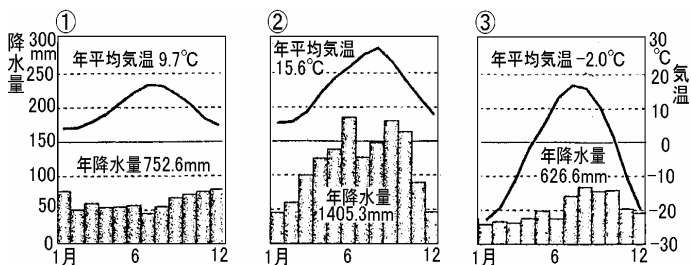 ① ② ③
降水量
300
mm
250
200
150
100
50
0
年平均気温 9.7℃
年降水量752.6mm
1月 6 12
年平均気温
15.6℃
年降水量
1405.3mm
1月 6 12
年平均気温 -2.0℃
年降水量
626.6mm
1月 6 12
30
℃
20
気温
10
0
-10
-20
-30